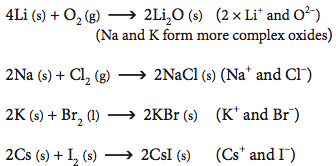 4Li (s) + O₂ (g) ⟶ 2Li₂O (s) (2 × Li⁺ and O²⁻)
(Na and K form more complex oxides)
2Na (s) + Cl₂ (g) ⟶ 2NaCl (s) (Na⁺ and Cl⁻)
2K (s) + Br₂ (l) ⟶ 2KBr (s) (K⁺ and Br⁻)
2Cs (s) + I₂ (s) ⟶ 2CsI (s) (Cs⁺ and I⁻)